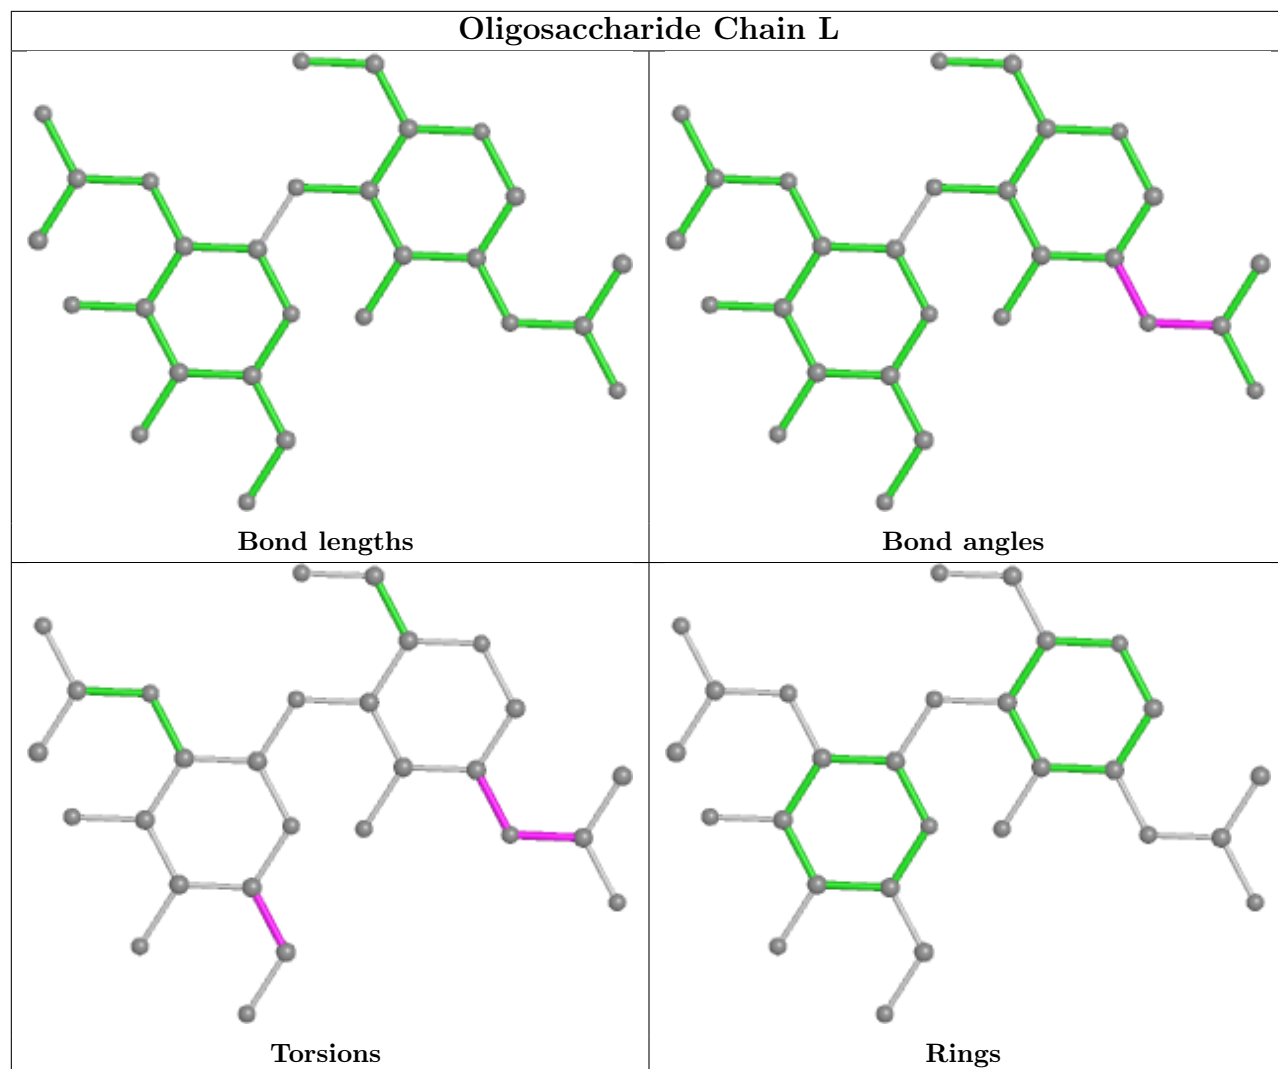 Oligosaccharide Chain L
Bond lengths
Bond angles
Torsions
Rings